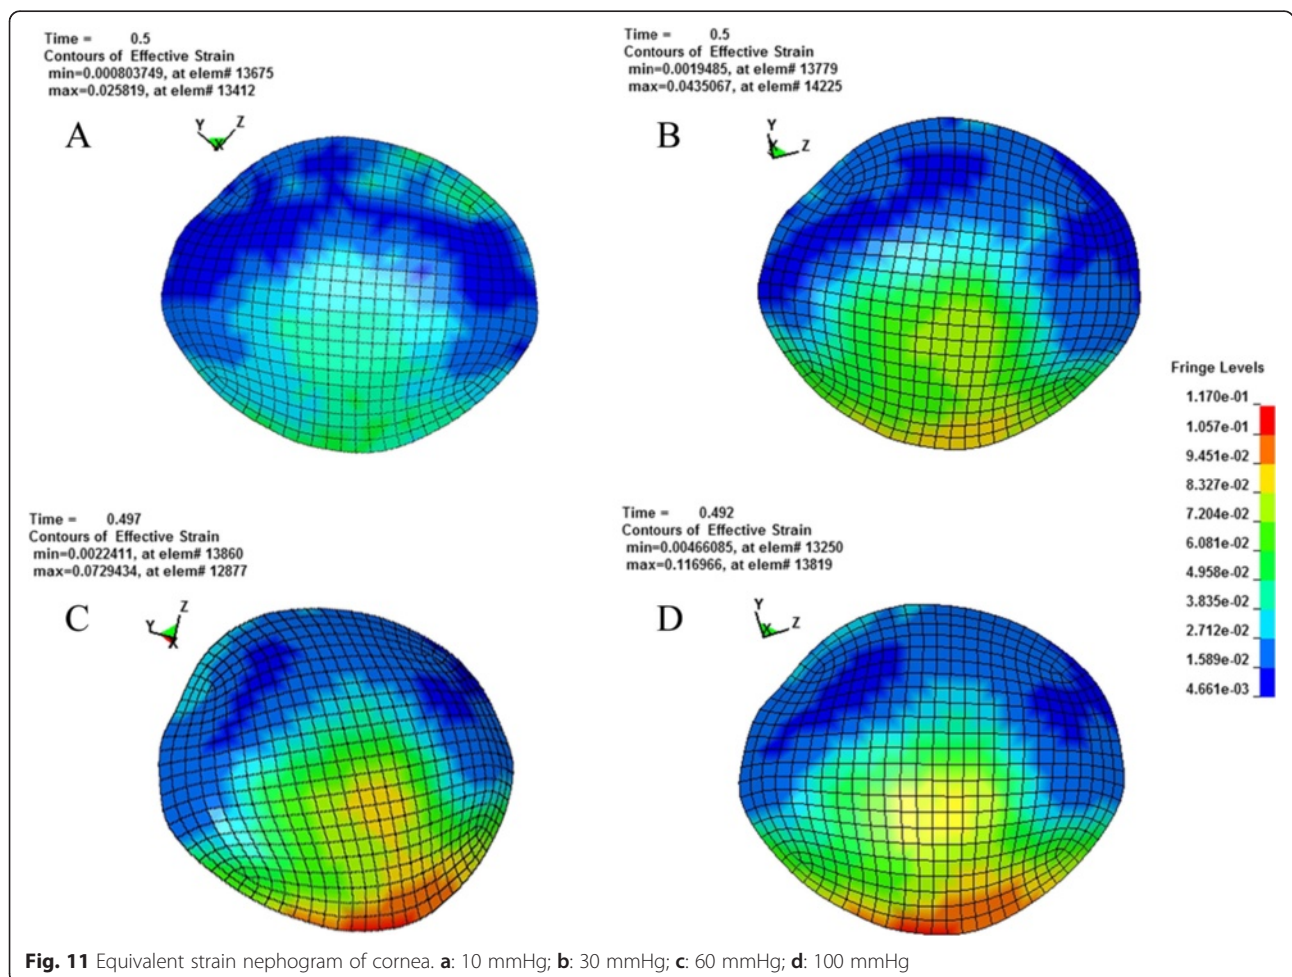 Time = 0.5
Contours of Effective Strain
min=0.000803749, at elem# 13675
max=0.025819, at elem# 13412
A
Y
Z
X
Time = 0.5
Contours of Effective Strain
min=0.0019485, at elem# 13779
max=0.0435067, at elem# 14225
B
Y
X
Z
Fringe Levels
1.170e-01
1.057e-01
9.451e-02
8.327e-02
7.204e-02
6.081e-02
4.958e-02
3.835e-02
2.712e-02
1.589e-02
4.661e-03
Time = 0.497
Contours of Effective Strain
min=0.0022411, at elem# 13860
max=0.0729434, at elem# 12877
C
Z
Y
X
Time = 0.492
Contours of Effective Strain
min=0.00466085, at elem# 13250
max=0.116966, at elem# 13819
D
Y
X
Z
Fig. 11 Equivalent strain nephogram of cornea. a: 10 mmHg; b: 30 mmHg; c: 60 mmHg; d: 100 mmHg